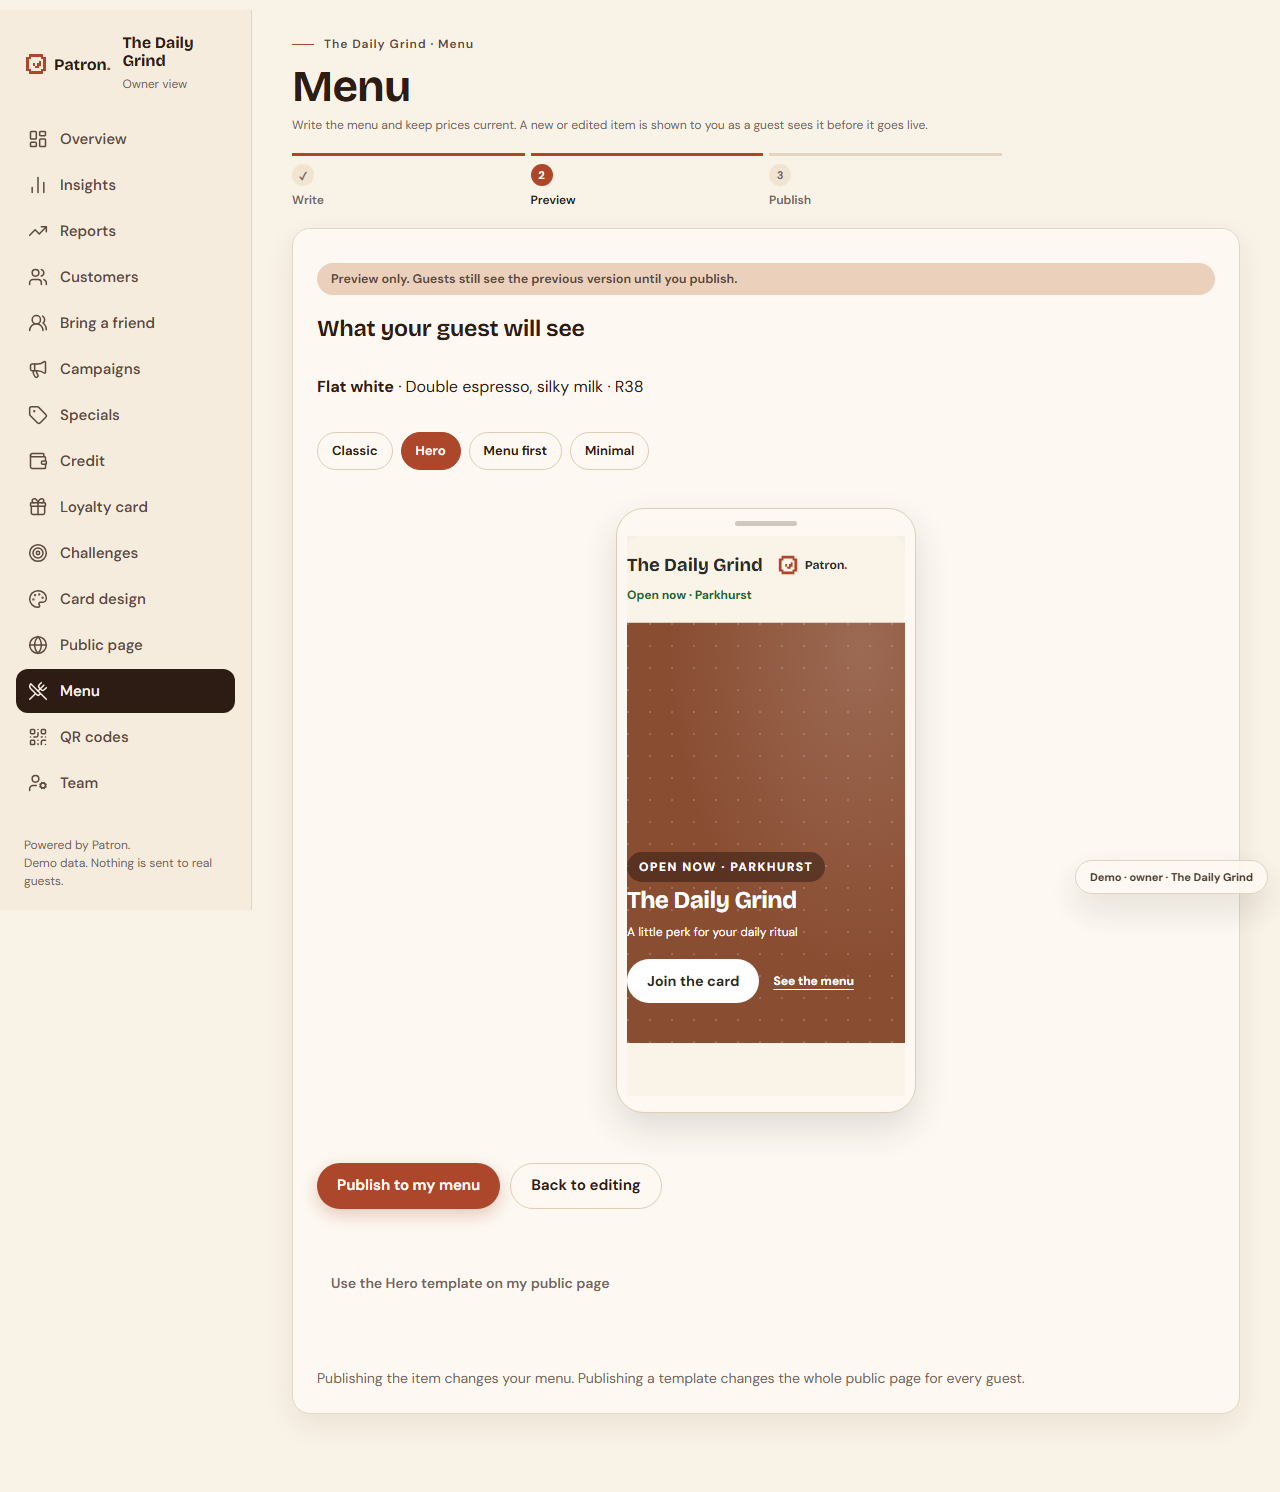 Patron.
The Daily
Grind
Owner view
Overview
Insights
Reports
Customers
Bring a friend
Campaigns
Specials
Credit
Loyalty card
Challenges
Card design
Public page
Menu
QR codes
Team
Powered by Patron.
Demo data. Nothing is sent to real
guests.
The Daily Grind · Menu
Menu
Write the menu and keep prices current. A new or edited item is shown to you as a guest sees it before it goes live.
✓
Write
2
Preview
3
Publish
Preview only. Guests still see the previous version until you publish.
What your guest will see
Flat white · Double espresso, silky milk · R38
Classic
Hero
Menu first
Minimal
The Daily Grind
Patron.
Open now · Parkhurst
OPEN NOW · PARKHURST
The Daily Grind
A little perk for your daily ritual
Join the card
See the menu
Publish to my menu
Back to editing
Use the Hero template on my public page
Publishing the item changes your menu. Publishing a template changes the whole public page for every guest.
Demo · owner · The Daily Grind